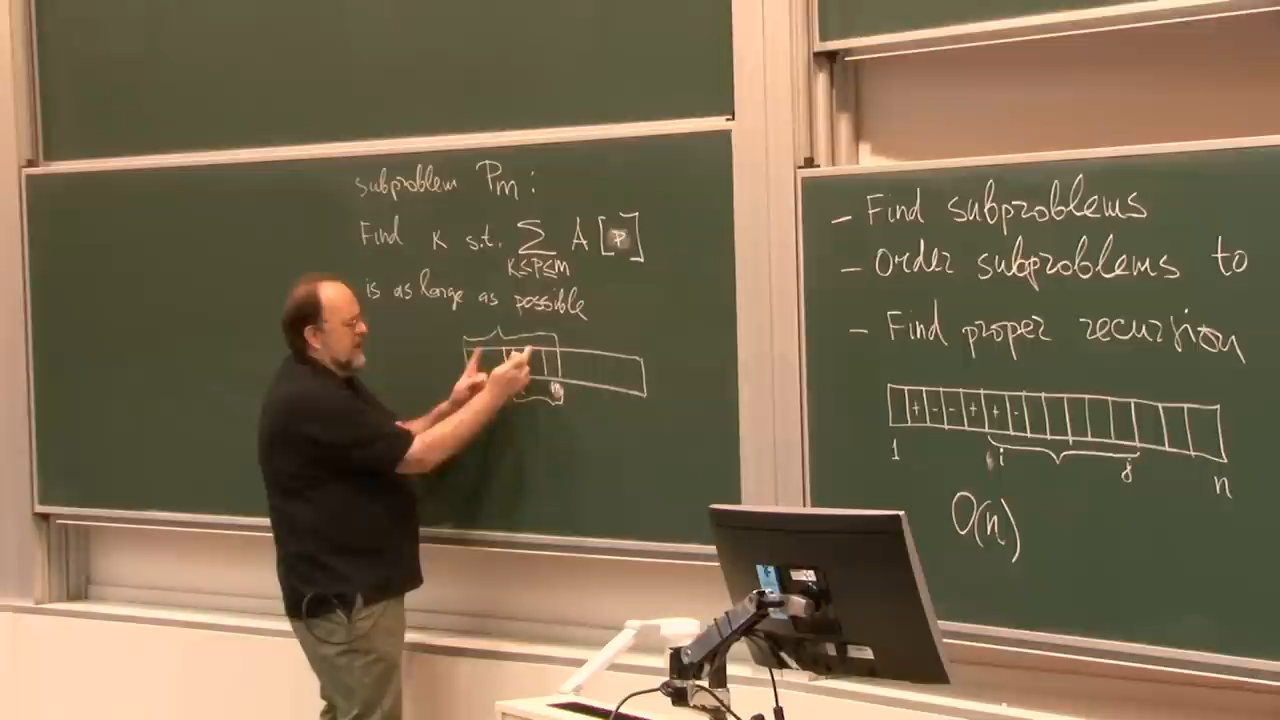 subproblem Pm :
Find K s.t. ∑ A [P]
K≤P≤m
is as large as possible
m
- Find subproblems
- Order subproblems to
- Find proper recursion
+ - - + + -
1 i j n
O(n)